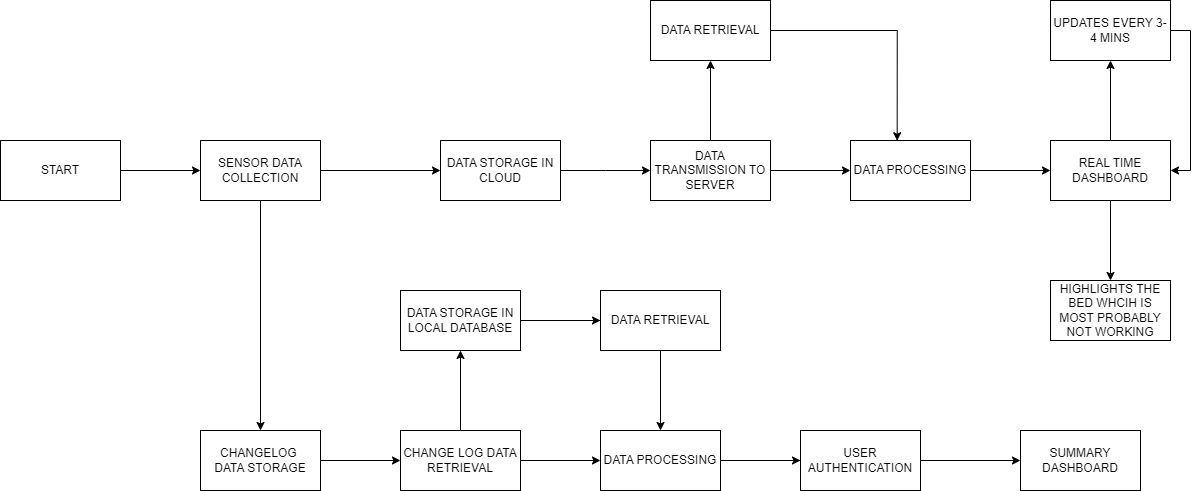 DATA RETRIEVAL
UPDATES EVERY 3-
4 MINS
START
SENSOR DATA
COLLECTION
DATA STORAGE IN
CLOUD
DATA
TRANSMISSION TO
SERVER
DATA PROCESSING
REAL TIME
DASHBOARD
HIGHLIGHTS THE
BED WHCIH IS
MOST PROBABLY
NOT WORKING
DATA STORAGE IN
LOCAL DATABASE
DATA RETRIEVAL
CHANGELOG
DATA STORAGE
CHANGE LOG DATA
RETRIEVAL
DATA PROCESSING
USER
AUTHENTICATION
SUMMARY
DASHBOARD